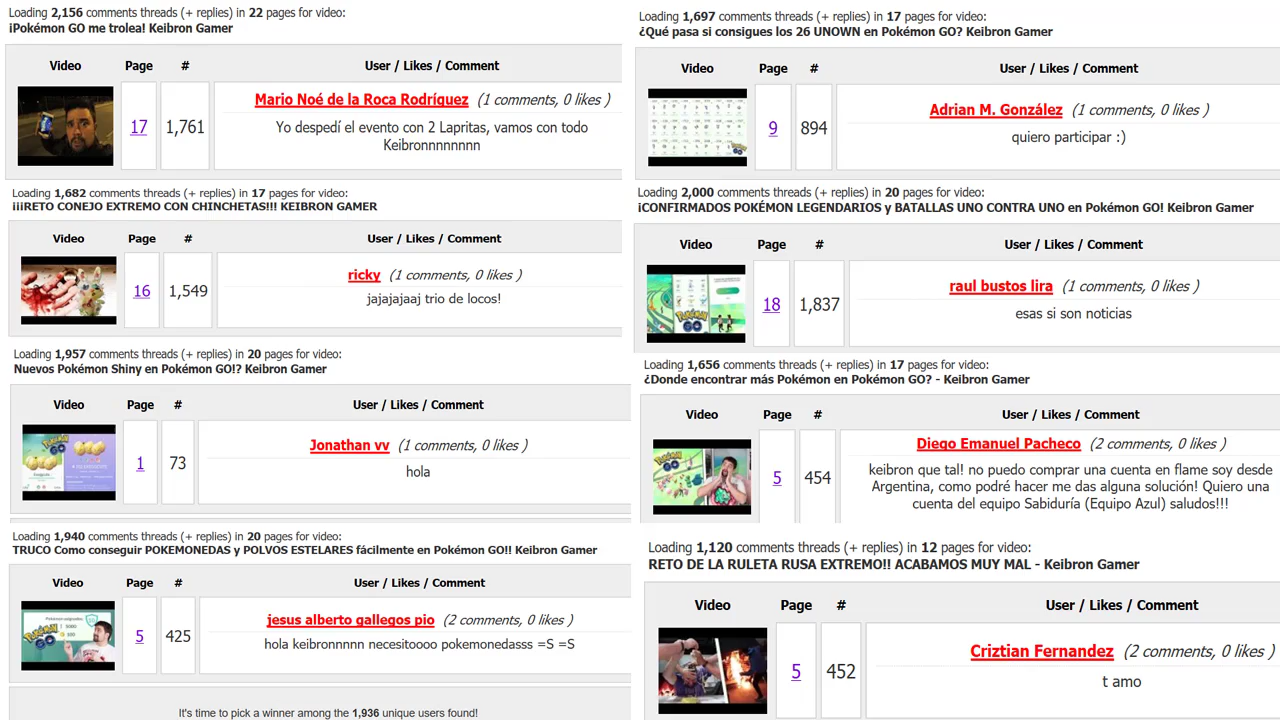 Loading 2,156 comments threads (+ replies) in 22 pages for video:
¡Pokémon GO me trolea! Keibron Gamer
Video Page # User / Likes / Comment
17 1,761
Mario Noé de la Roca Rodríguez (1 comments, 0 likes )
Yo despedí el evento con 2 Lapritas, vamos con todo
Keibronnnnnnnn
Loading 1,682 comments threads (+ replies) in 17 pages for video:
¡¡¡RETO CONEJO EXTREMO CON CHINCHETAS!!! KEIBRON GAMER
Video Page # User / Likes / Comment
16 1,549
ricky (1 comments, 0 likes )
jajajajaaj trio de locos!
Loading 1,957 comments threads (+ replies) in 20 pages for video:
Nuevos Pokémon Shiny en Pokémon GO!? Keibron Gamer
Video Page # User / Likes / Comment
1 73
Jonathan vv (1 comments, 0 likes )
hola
Loading 1,940 comments threads (+ replies) in 20 pages for video:
TRUCO Como conseguir POKEMONEDAS y POLVOS ESTELARES fácilmente en Pokémon GO!! Keibron Gamer
Video Page # User / Likes / Comment
5 425
jesus alberto gallegos pio (2 comments, 0 likes )
hola keibronnnnn necesitoooo pokemonedasss =S =S
It's time to pick a winner among the 1,936 unique users found!
Loading 1,697 comments threads (+ replies) in 17 pages for video:
¿Qué pasa si consigues los 26 UNOWN en Pokémon GO? Keibron Gamer
Video Page # User / Likes / Comment
9 894
Adrian M. González (1 comments, 0 likes )
quiero participar :)
Loading 2,000 comments threads (+ replies) in 20 pages for video:
¡CONFIRMADOS POKÉMON LEGENDARIOS y BATALLAS UNO CONTRA UNO en Pokémon GO! Keibron Gamer
Video Page # User / Likes / Comment
18 1,837
raul bustos lira (1 comments, 0 likes )
esas si son noticias
Loading 1,656 comments threads (+ replies) in 17 pages for video:
¿Donde encontrar más Pokémon en Pokémon GO? - Keibron Gamer
Video Page # User / Likes / Comment
5 454
Diego Emanuel Pacheco (2 comments, 0 likes )
keibron que tal! no puedo comprar una cuenta en flame soy desde
Argentina, como podré hacer me das alguna solución! Quiero una
cuenta del equipo Sabiduría (Equipo Azul) saludos!!!
Loading 1,120 comments threads (+ replies) in 12 pages for video:
RETO DE LA RULETA RUSA EXTREMO!! ACABAMOS MUY MAL - Keibron Gamer
Video Page # User / Likes / Comment
5 452
Criztian Fernandez (2 comments, 0 likes )
t amo